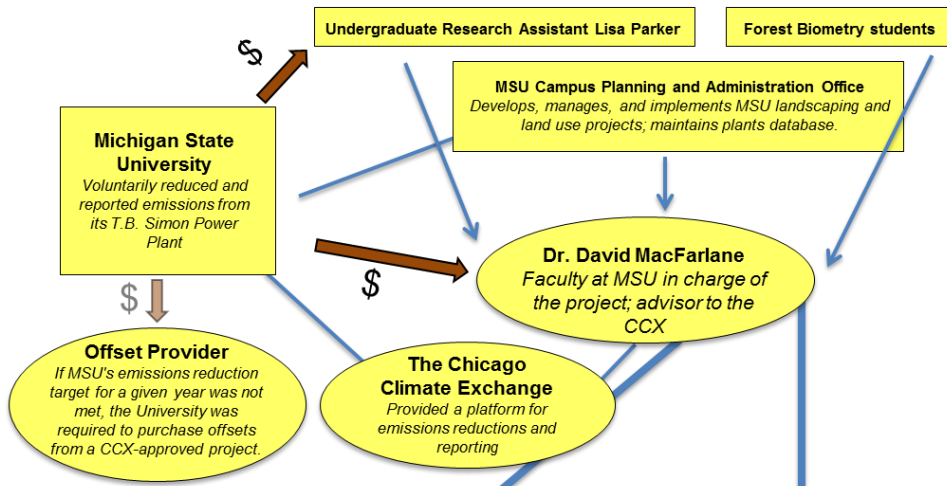 Undergraduate Research Assistant Lisa Parker
Forest Biometry students
$
MSU Campus Planning and Administration Office
Develops, manages, and implements MSU landscaping and
land use projects; maintains plants database.
Michigan State
University
Voluntarily reduced and
reported emissions from
its T.B. Simon Power
Plant
$
Dr. David MacFarlane
Faculty at MSU in charge of
the project; advisor to the
CCX
$
Offset Provider
If MSU's emissions reduction
target for a given year was not
met, the University was
required to purchase offsets
from a CCX-approved project.
The Chicago
Climate Exchange
Provided a platform for
emissions reductions and
reporting